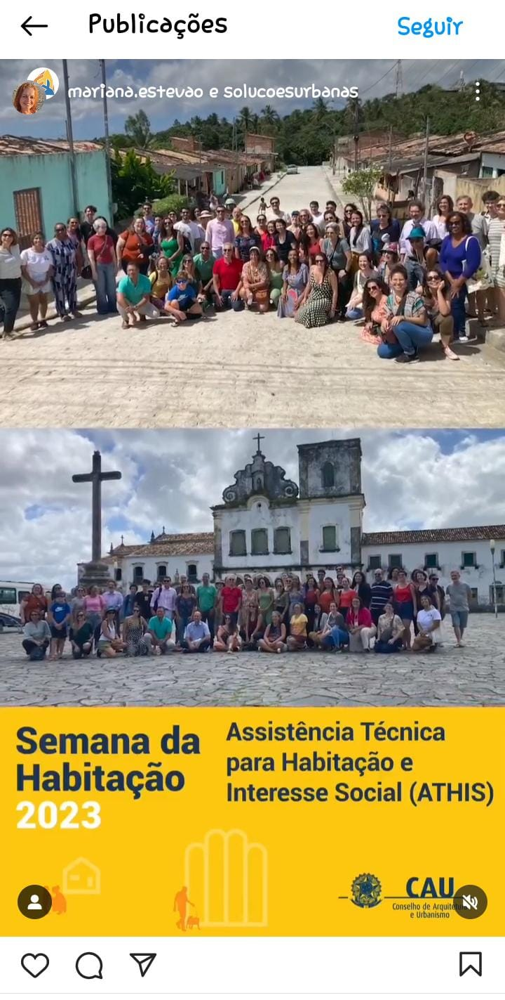 Publicações
Seguir
mariana.estevao e solucoesurbanas
Semana da
Habitação
2023
Assistência Técnica
para Habitação e
Interesse Social (ATHIS)
CAU
Conselho de
e Urbanismo